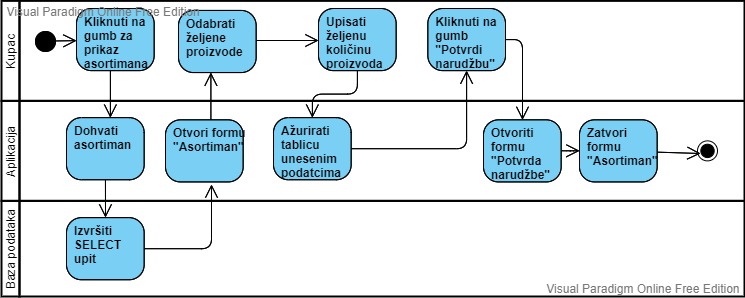 Visual Paradigm Online Free Edition
Kupac
Kliknuti na
gumb za
prikaz
asortimana
Odabrati
željene
proizvode
Upisati
željenu
količinu
proizvoda
Kliknuti na
gumb
"Potvrdi
narudžbu"
Aplikacija
Dohvati
asortiman
Otvori formu
"Asortiman"
Ažurirati
tablicu
unesenim
podatcima
Otvoriti
formu
"Potvrda
narudžbe"
Zatvori
formu
"Asortiman"
Baza podataka
Izvršiti
SELECT
upit
Visual Paradigm Online Free Edition